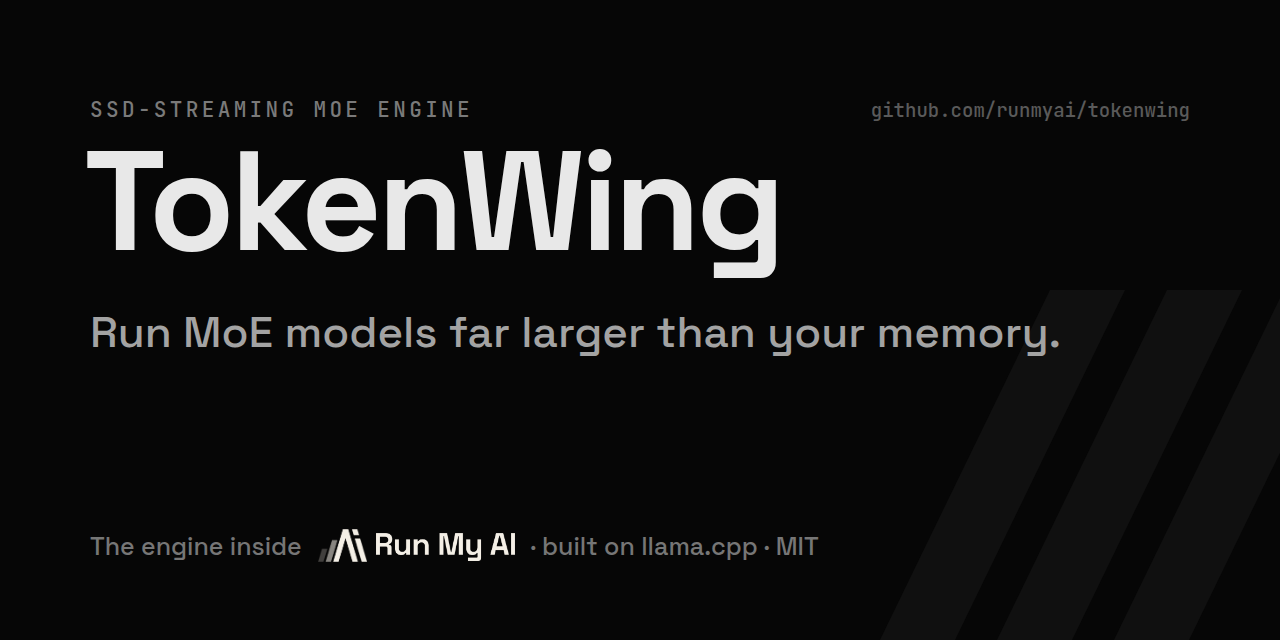 SSD-STREAMING MOE ENGINE
github.com/runmyai/tokenwing
TokenWing
Run MoE models far larger than your memory.
The engine inside Run My AI · built on llama.cpp · MIT